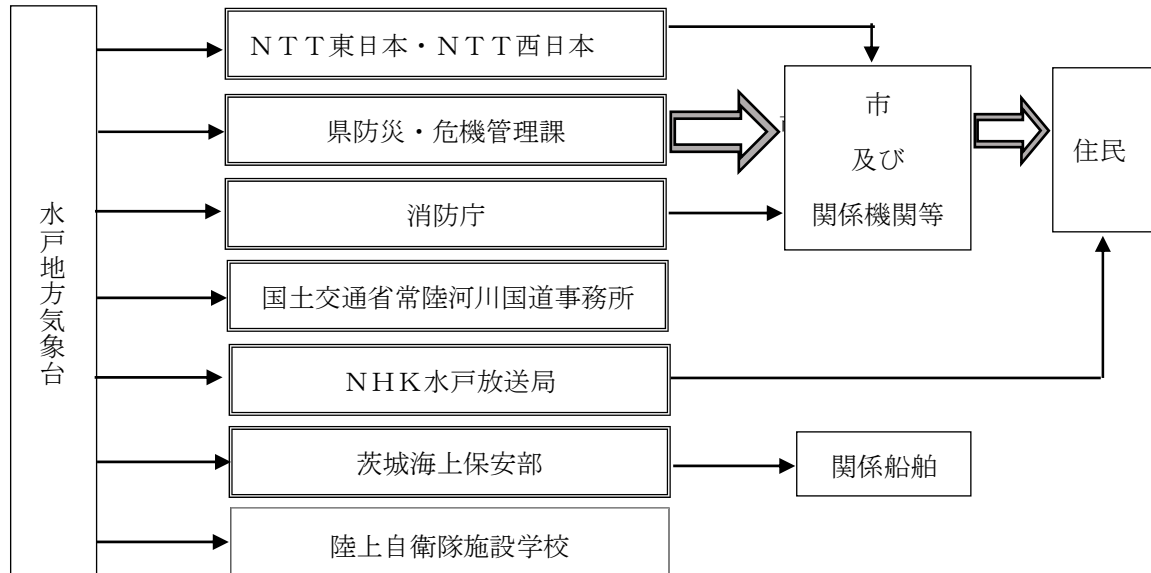 水戸地方気象台
ＮＴＴ東日本・ＮＴＴ西日本
県防災・危機管理課
消防庁
国土交通省常陸河川国道事務所
ＮＨＫ水戸放送局
茨城海上保安部
陸上自衛隊施設学校
市
及び
関係機関等
関係船舶
住民